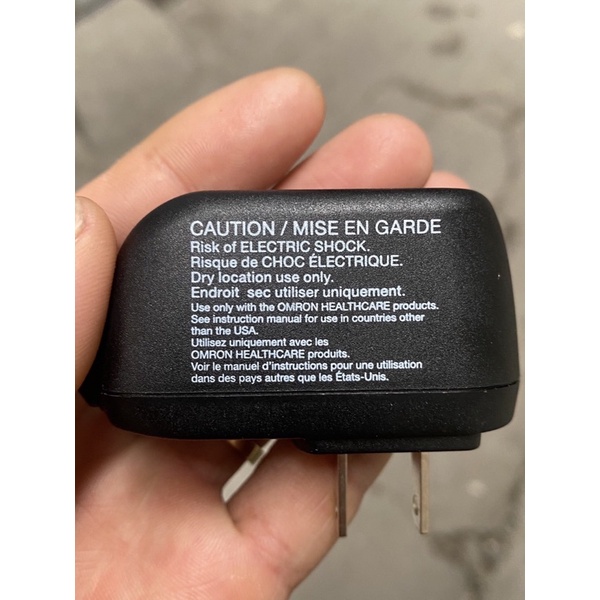 CAUTION / MISE EN GARDE
Risk of ELECTRIC SHOCK.
Risque de CHOC ÉLECTRIQUE.
Dry location use only.
Endroit sec utiliser uniquement.
Use only with the OMRON HEALTHCARE products.
See instruction manual for use in countries other
than the USA.
Utilisez uniquement avec les
OMRON HEALTHCARE produits.
Voir le manuel d'instructions pour une utilisation
dans des pays autres que les États-Unis.